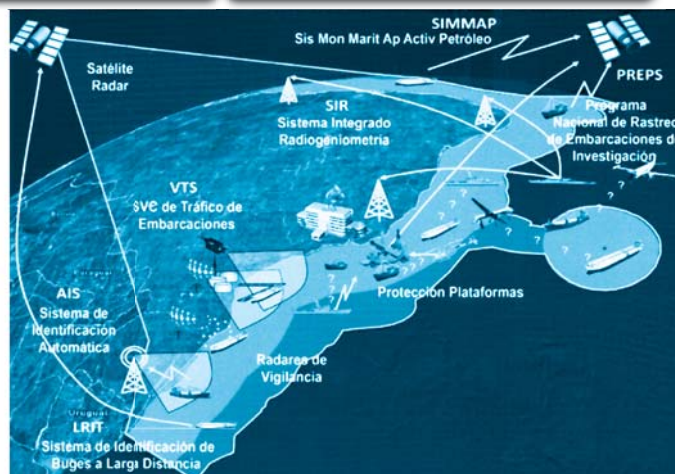 SIMMAP
Sis Mon Marit Ap Activ Petróleo
Satélite
Radar
PREPS
Programa
Nacional de Rastreo
de Embarcaciones de
Investigación
SIR
Sistema Integrado
Radiogeniometria
VTS
SVC de Tráfico de
Embarcaciones
AIS
Sistema de
Identificación
Automática
Protección Plataformas
Radares de
Vigilancia
Uruguai
LRIT
Sistema de Identificación de
Buges a Larga Distancia